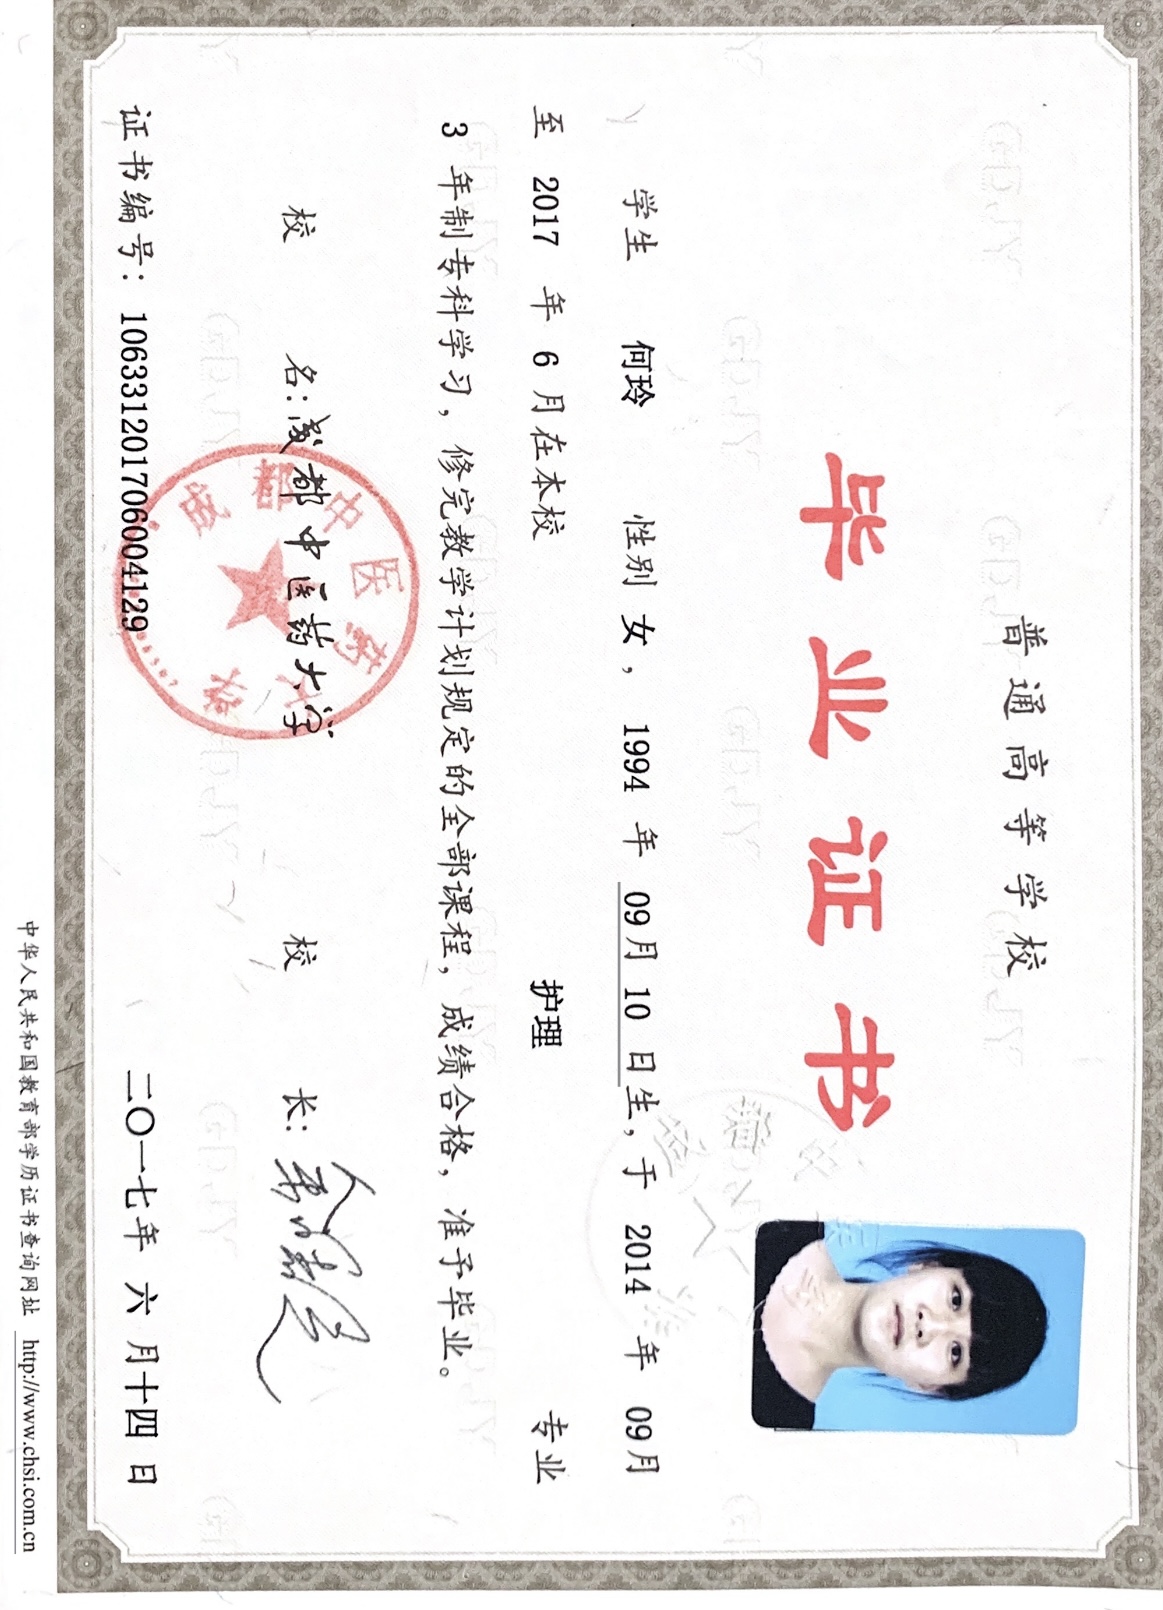 普通高等学校
毕业证书
学生 何玲 性别 女， 1994 年 09月 10 日生，于 2014 年 09月
至 2017 年 6 月在本校 护理 专业
3 年制专科学习，修完教学计划规定的全部课程，成绩合格，准予毕业。
校 名：成都中医药大学 校 长：
成都中医药大学
证书编号：106331201706004129 二〇一七年 六 月十四 日
中华人民共和国教育部学历证书查询网址 http://www.chsi.com.cn